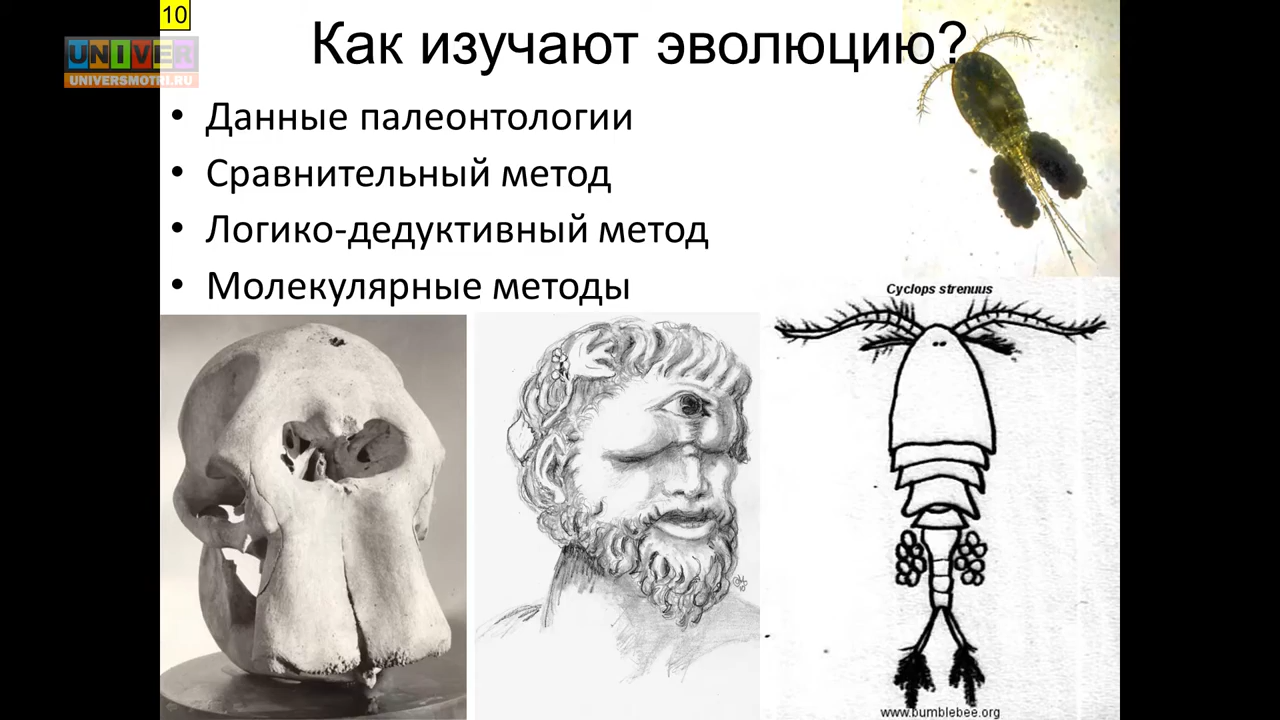 10
UNIVER
UNIVERSMOTRI.RU
Как изучают эволюцию?
• Данные палеонтологии
• Сравнительный метод
• Логико-дедуктивный метод
• Молекулярные методы
Cyclops strenuus
www.bumblebee.org